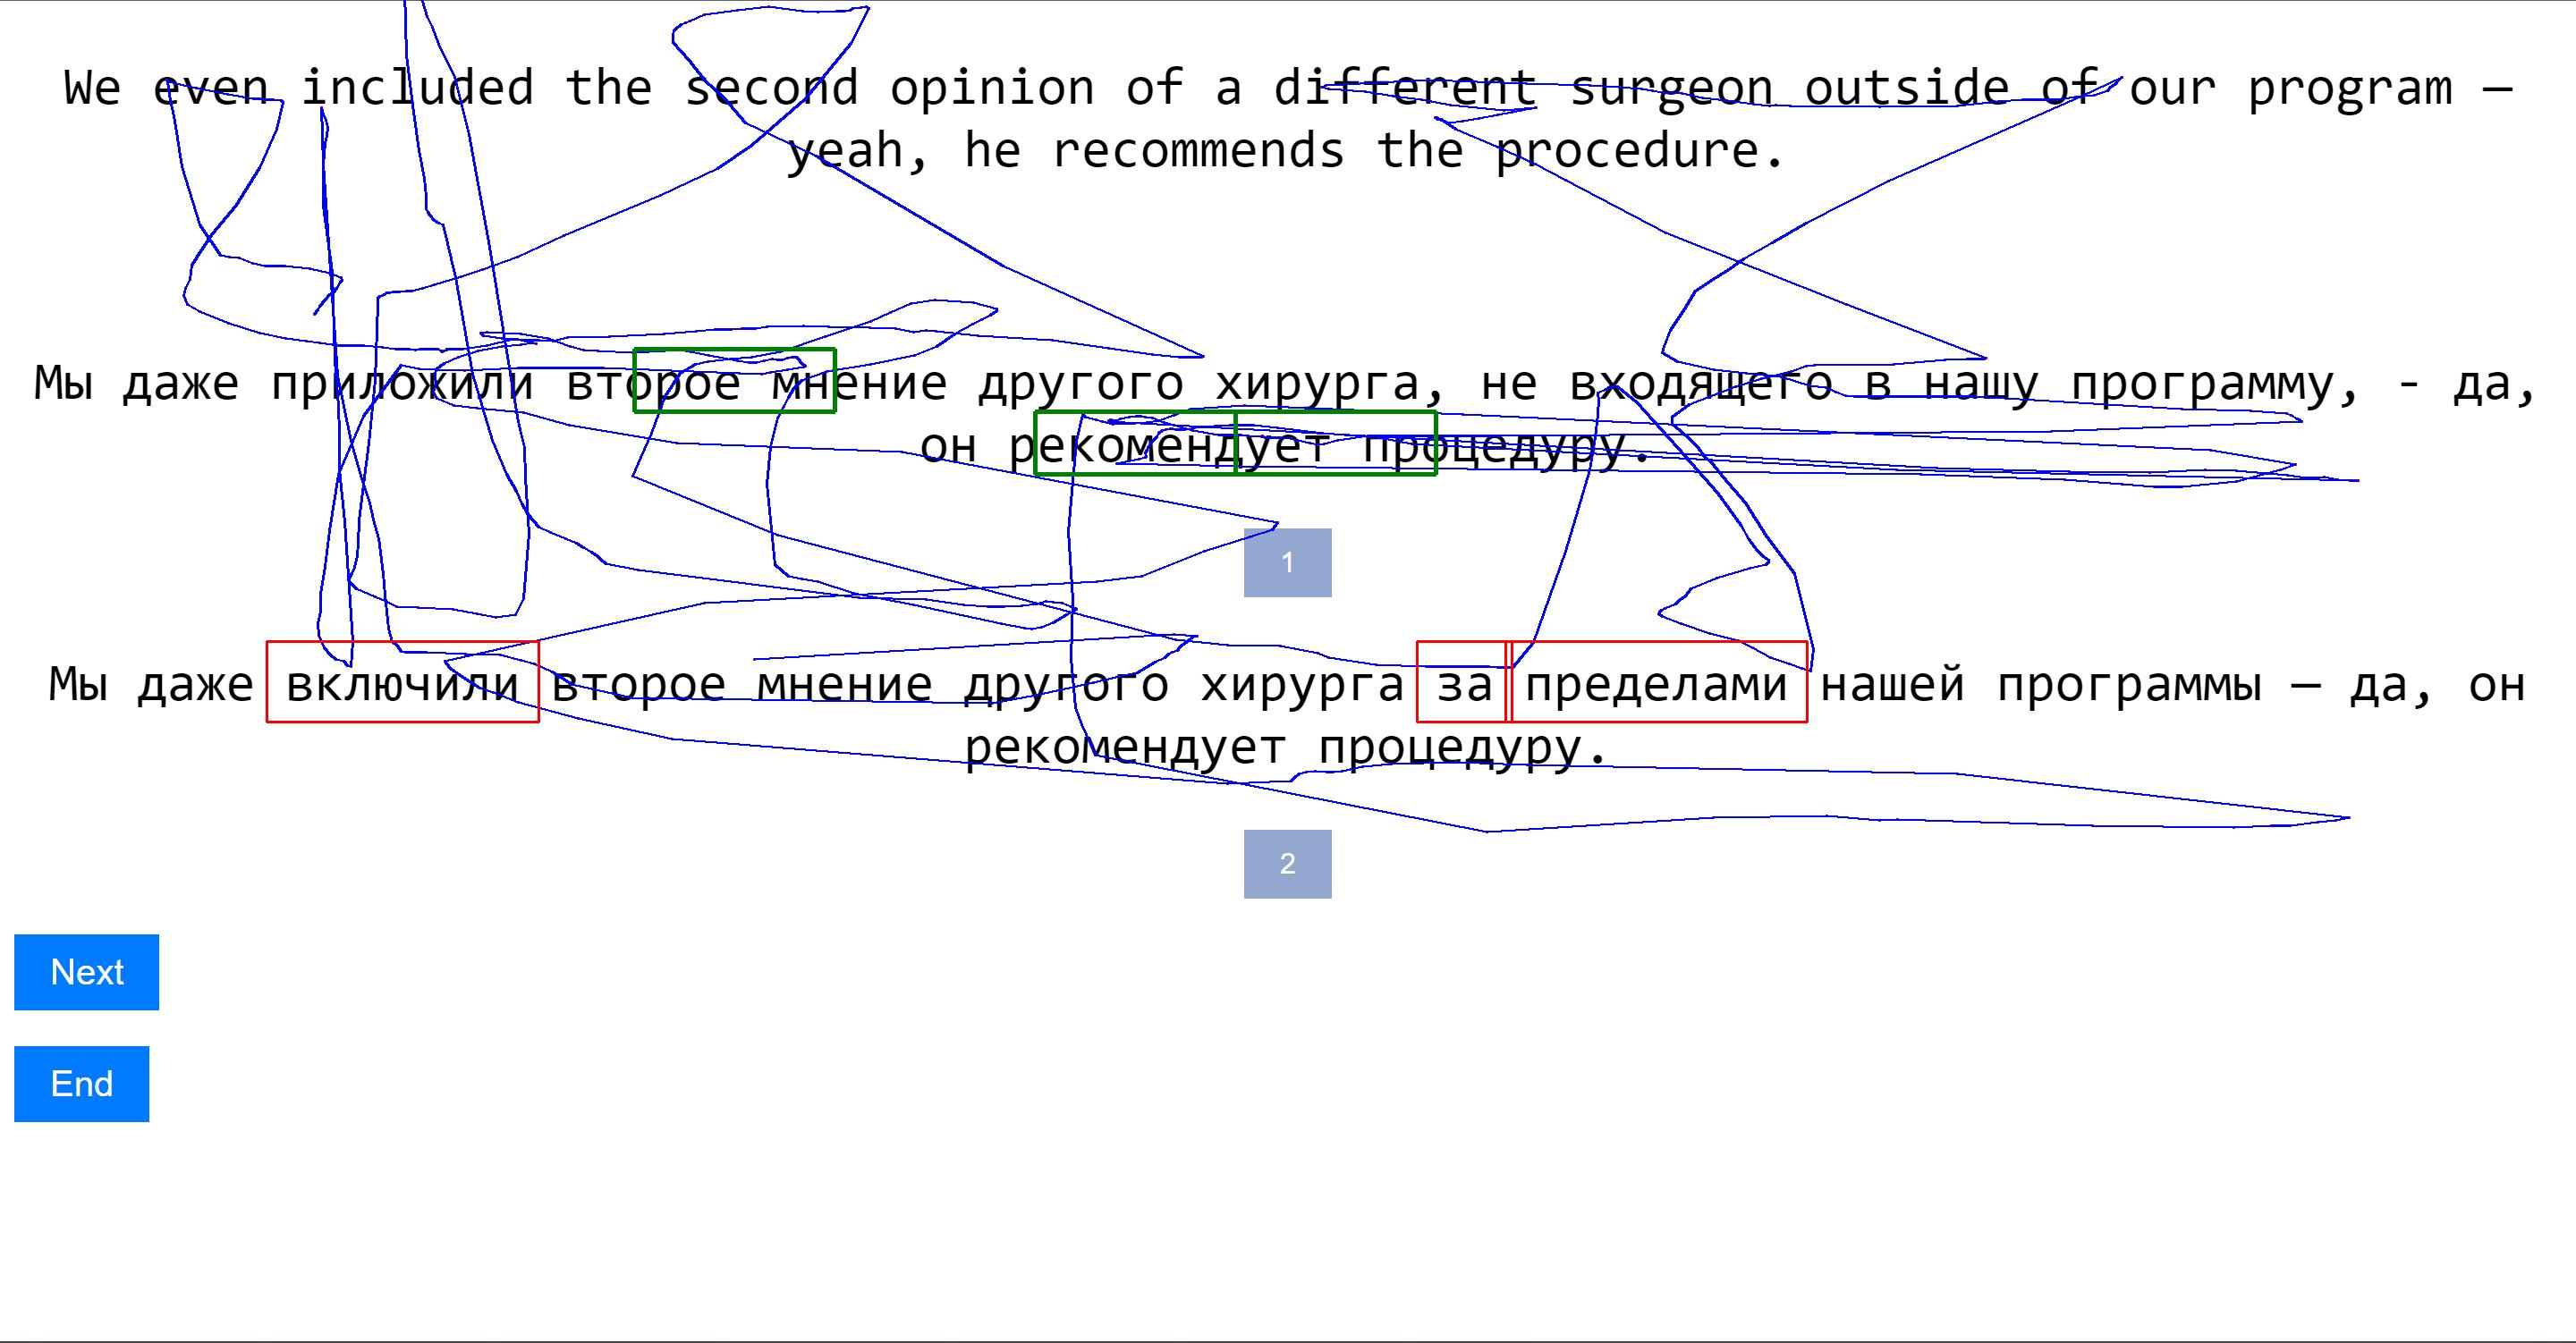 We even included the second opinion of a different surgeon outside of our program —
yeah, he recommends the procedure.
Мы даже приложили второе мнение другого хирурга, не входящего в нашу программу, - да,
он рекомендует процедуру.
1
Мы даже включили второе мнение другого хирурга за пределами нашей программы — да, он
рекомендует процедуру.
2
Next
End